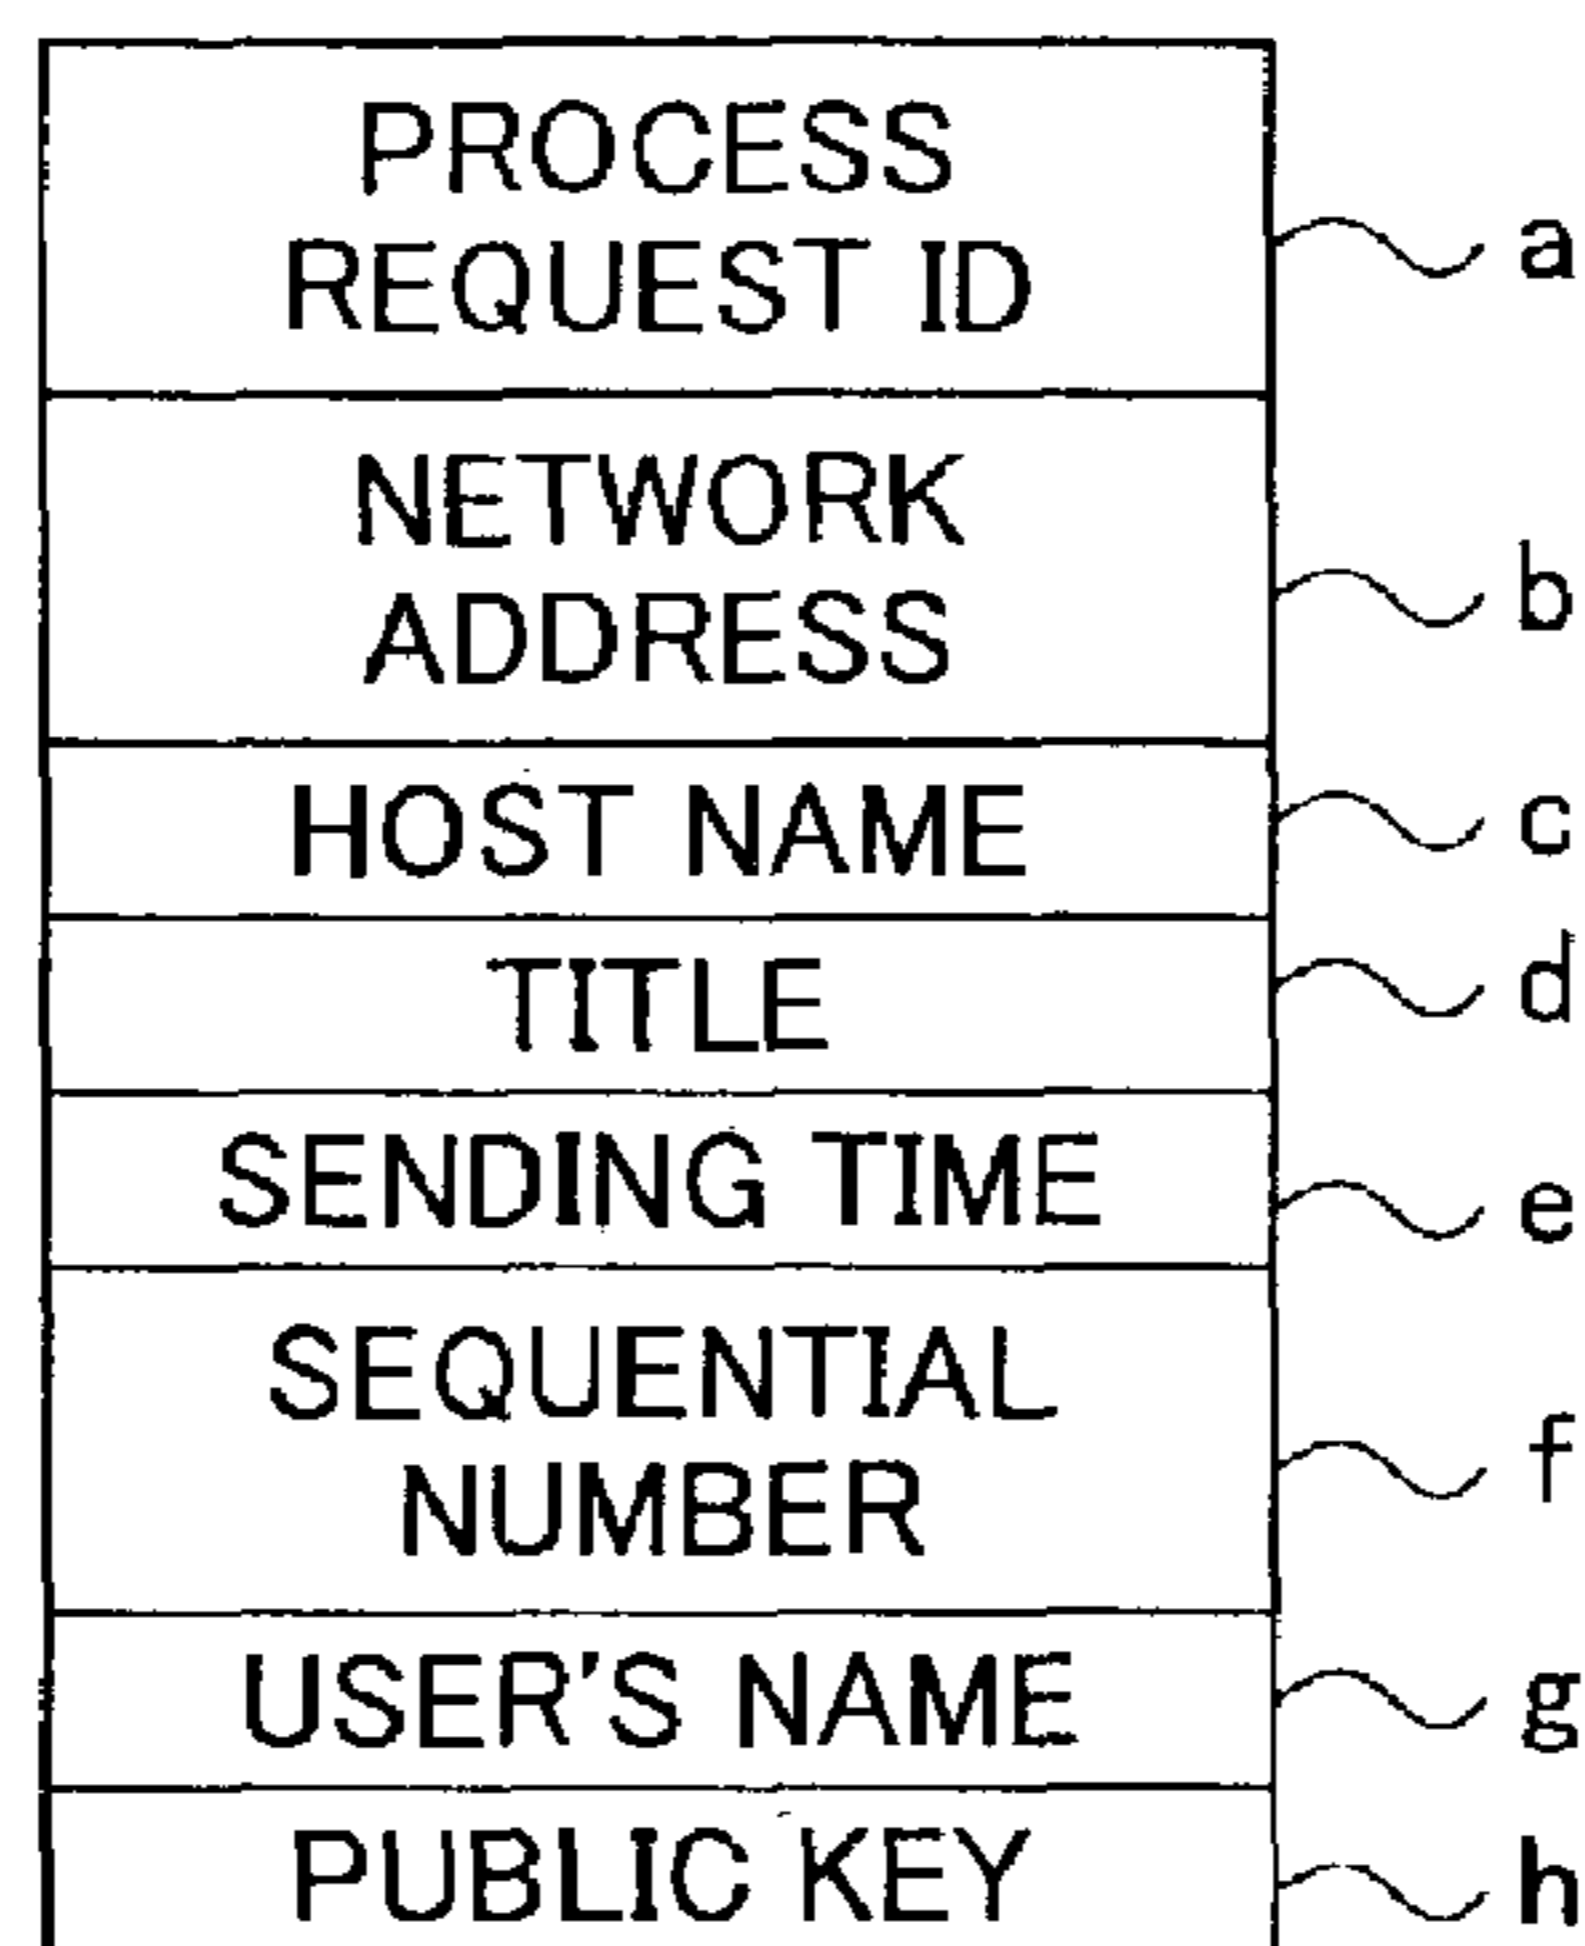 PROCESS
REQUEST ID
a
NETWORK
ADDRESS
b
HOST NAME
c
TITLE
d
SENDING TIME
e
SEQUENTIAL
NUMBER
f
USER'S NAME
g
PUBLIC KEY
h